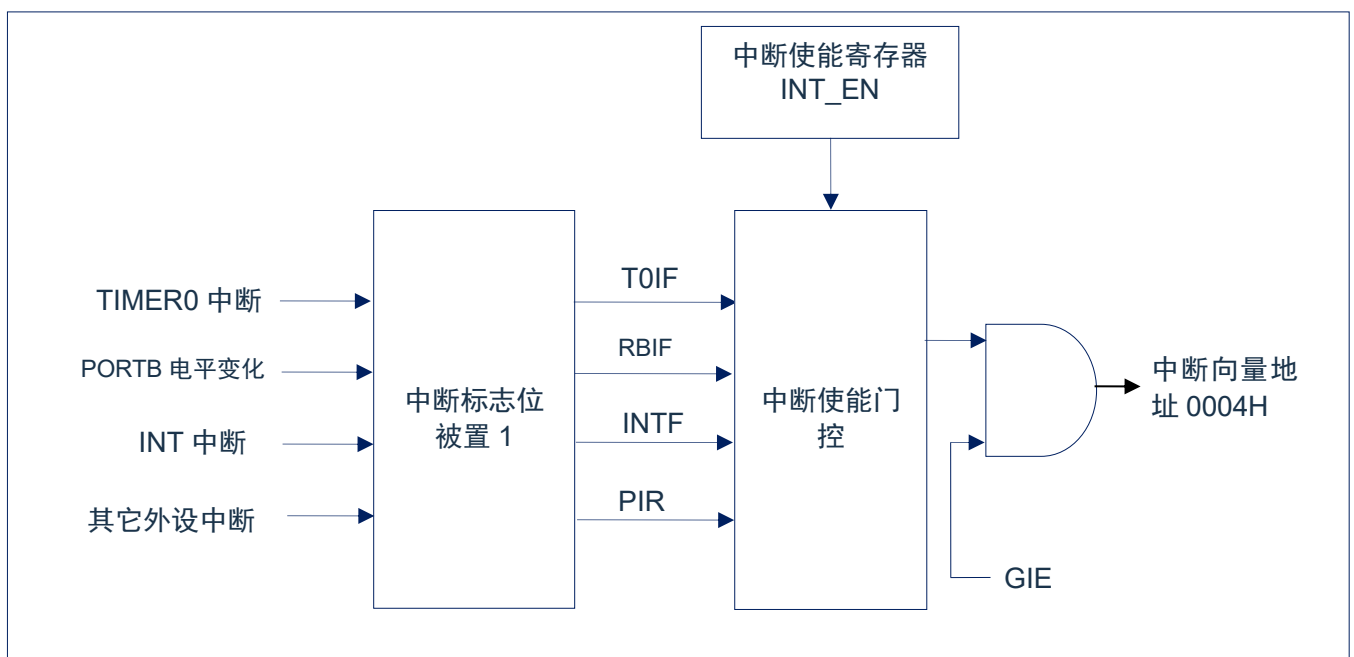 中断使能寄存器
INT_EN
TIMER0 中断
PORTB 电平变化
INT 中断
其它外设中断
中断标志位
被置 1
T0IF
RBIF
INTF
PIR
中断使能门
控
中断向量地
址 0004H
GIE